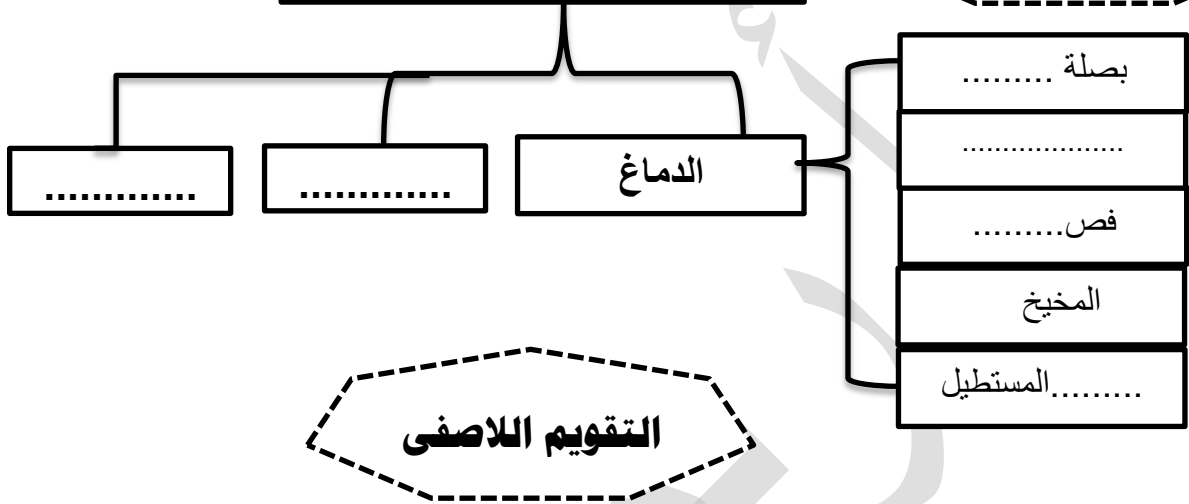 بصلة .........
...................
فص.........
المخيخ
.........المستطيل
الدماغ
.............
.............
التقويم اللاصفى